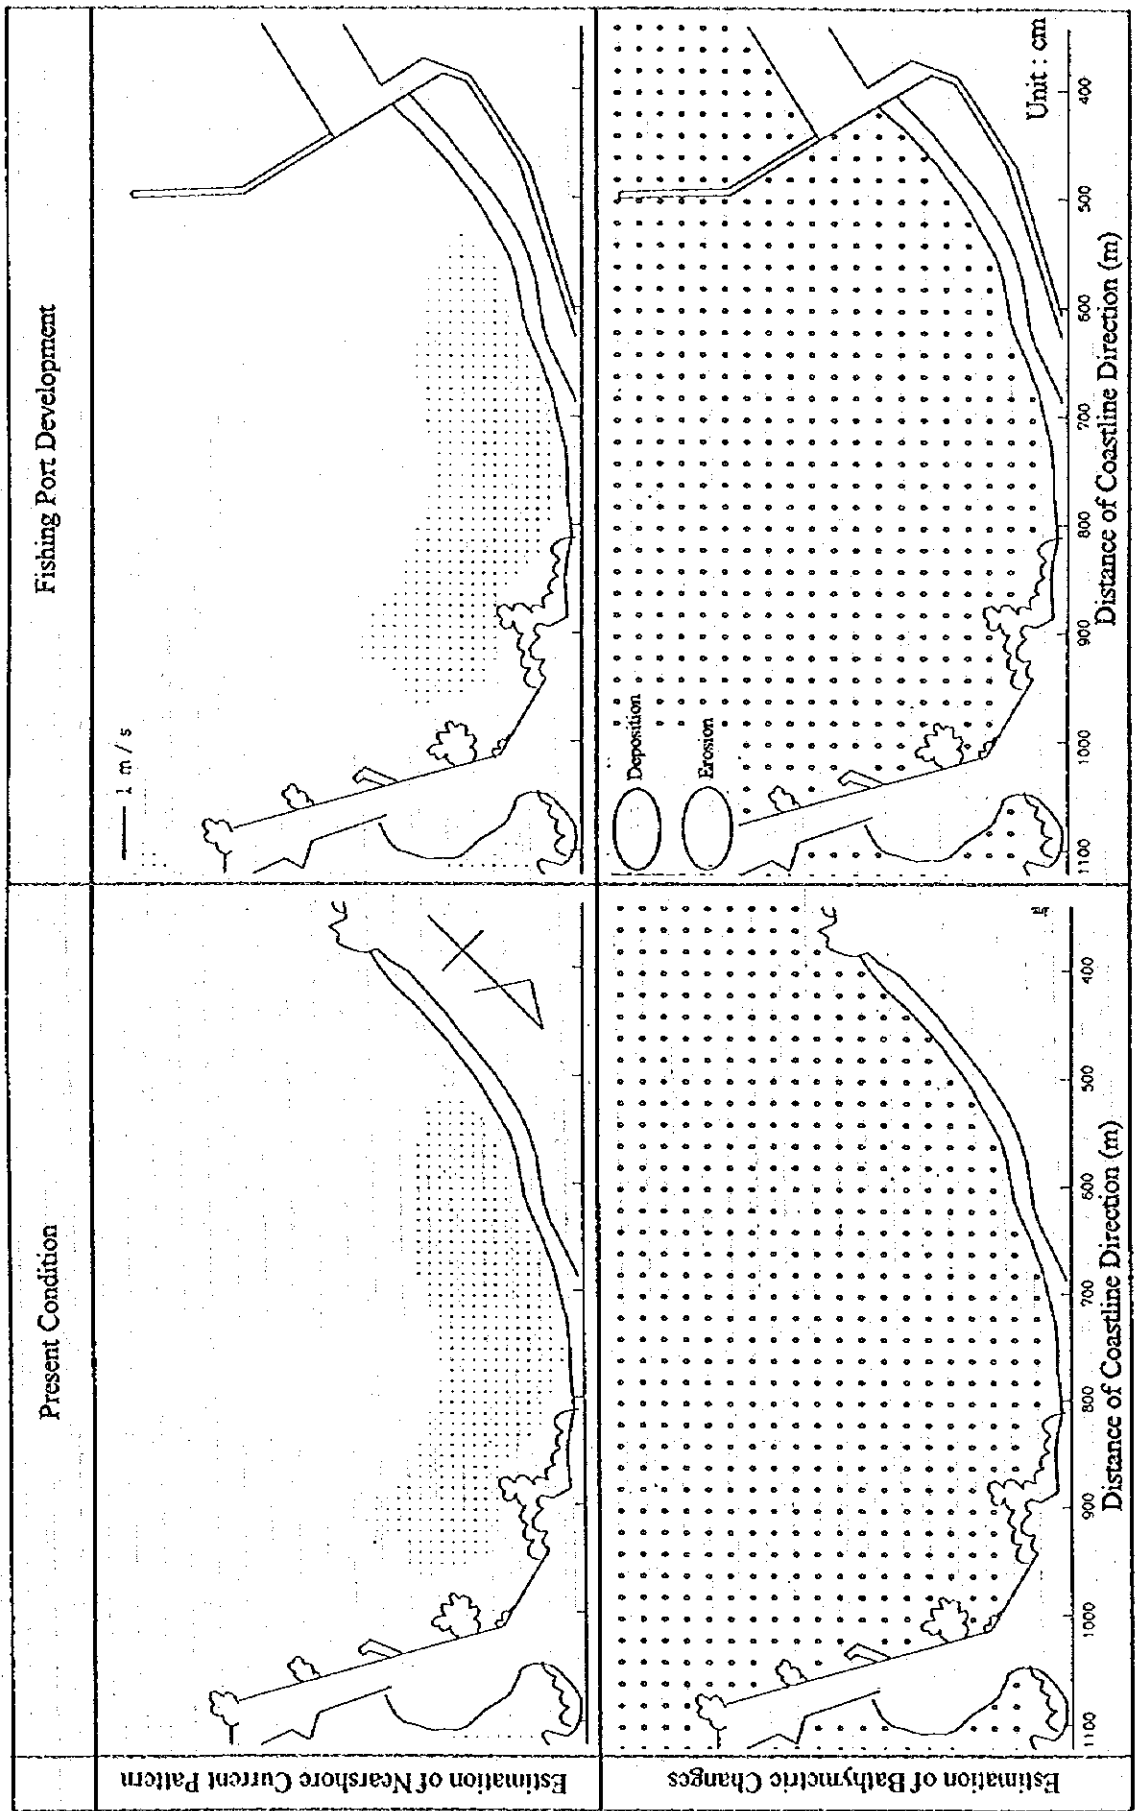 Present Condition
Fishing Port Development
Estimation of Nearshore Current Pattern
1 m / s
Estimation of Bathymetric Changes
1100 1000 900 800 700 600 500 400
Distance of Coastline Direction (m)
Deposition
Erosion
Unit : cm
1100 1000 900 800 700 600 500 400
Distance of Coastline Direction (m)